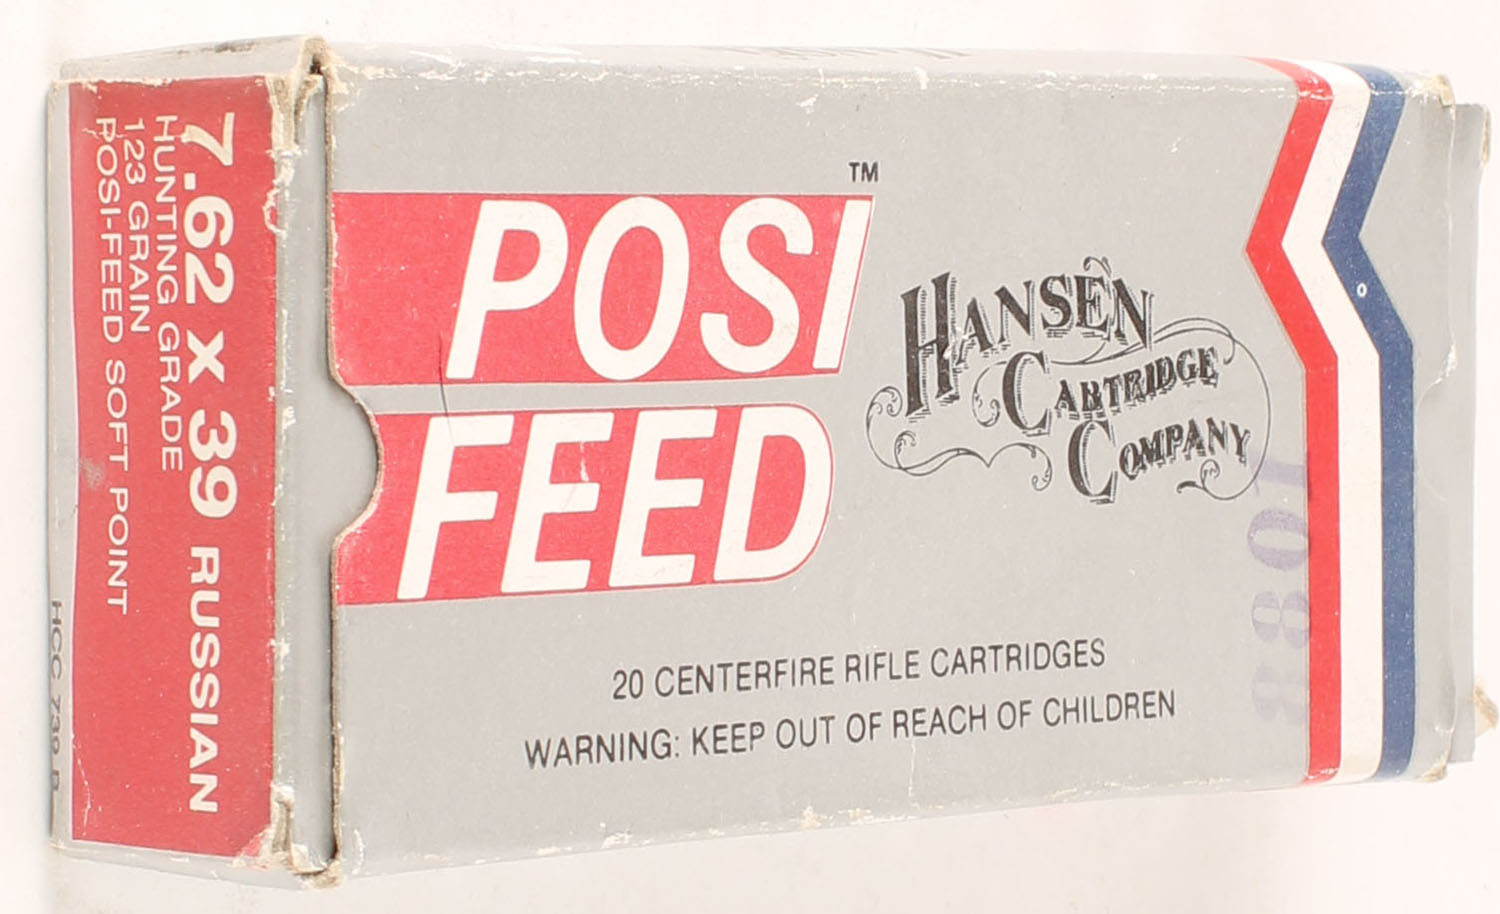 7.62 x 39 RUSSIAN
HUNTING GRADE
123 GRAIN
POSI-FEED SOFT POINT
POSI
FEED
TM
HANSEN
CARTRIDGE
COMPANY
20 CENTERFIRE RIFLE CARTRIDGES
WARNING: KEEP OUT OF REACH OF CHILDREN
HCC